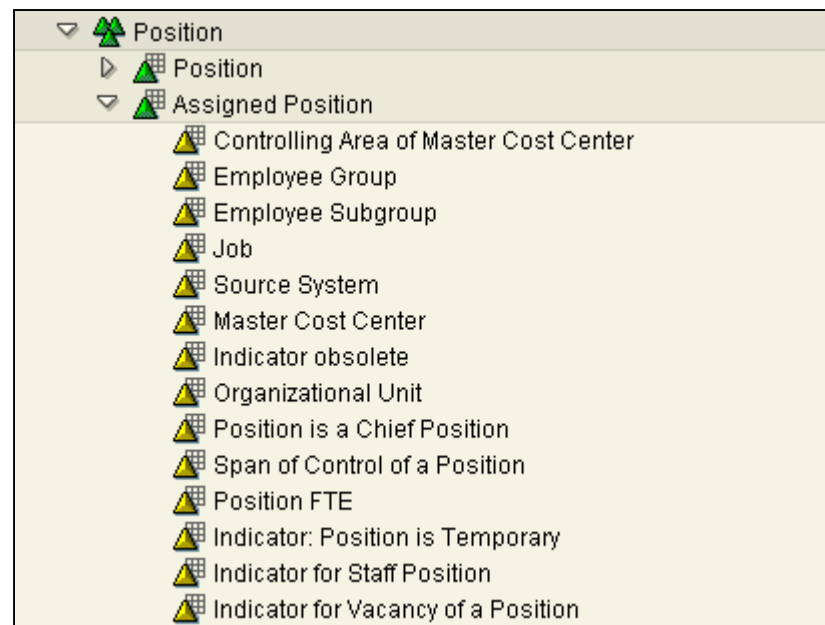 Position
Position
Assigned Position
Controlling Area of Master Cost Center
Employee Group
Employee Subgroup
Job
Source System
Master Cost Center
Indicator obsolete
Organizational Unit
Position is a Chief Position
Span of Control of a Position
Position FTE
Indicator: Position is Temporary
Indicator for Staff Position
Indicator for Vacancy of a Position